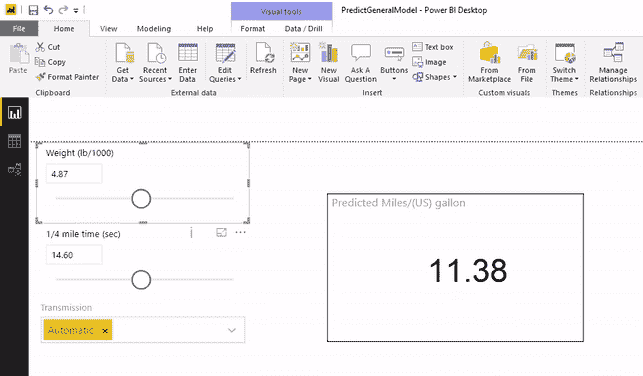 Visual tools
PredictGeneralModel - Power BI Desktop
File
Home
View
Modeling
Help
Format
Data / Drill
Paste
Cut
Copy
Format Painter
Clipboard
Get Data
Recent Sources
Enter Data
Edit Queries
Refresh
External data
New Page
New Visual
Ask A Question
Buttons
Text box
Image
Shapes
Insert
From Marketplace
From File
Custom visuals
Switch Theme
Themes
Manage Relationships
Relationships
Weight (lb/1000)
4.87
1/4 mile time (sec)
14.60
Transmission
Automatic ×
Predicted Miles/(US) gallon
11.38